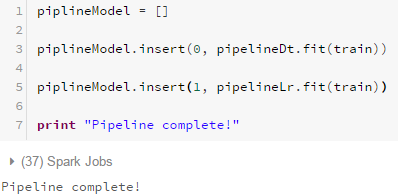 1 piplineModel = []
2
3 piplineModel.insert(0, pipelineDt.fit(train))
4
5 piplineModel.insert(1, pipelineLr.fit(train))
6
7 print "Pipeline complete!"
(37) Spark Jobs
Pipeline complete!